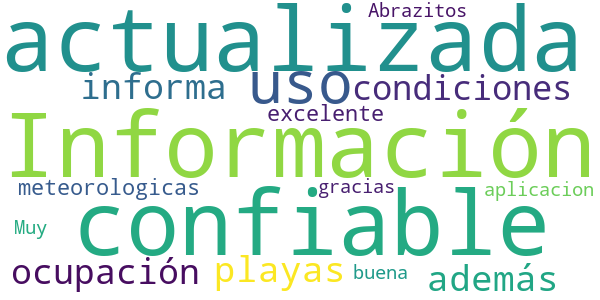 Abrazitos
actualizada
informa uso condiciones
excelente
Información
meteorologicas gracias aplicacion
Muy confiable
ocupación playas buena además